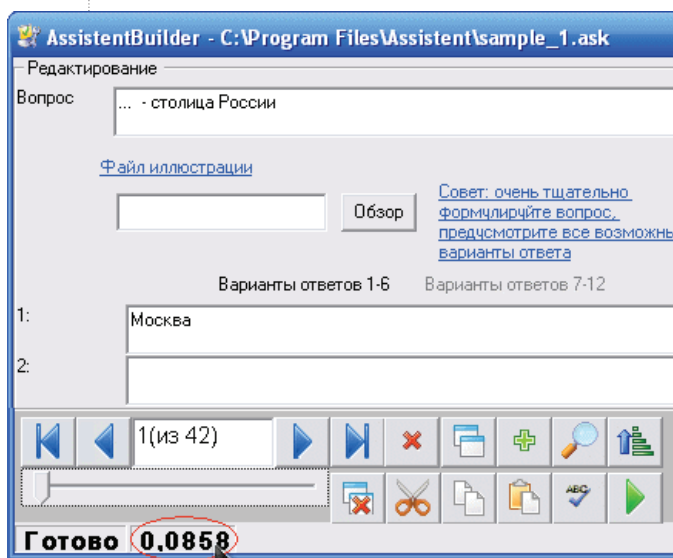 AssistentBuilder - C:\Program Files\Assistent\sample_1.ask
Редактирование
Вопрос
... - столица России
Файл иллюстрации
Обзор
Совет: очень тщательно
формулируйте вопрос,
предусмотрите все возможны
варианты ответа
Варианты ответов 1-6 Варианты ответов 7-12
1:
Москва
2:
1(из 42)
ABC
Готово 0,0858